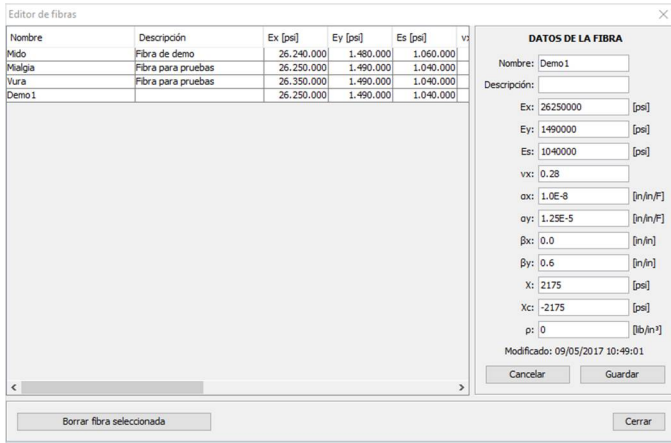 Editor de fibras
Nombre Descripción Ex [psi] Ey [psi] Es [psi]
Mido Fibra de demo 26.240.000 1.480.000 1.060.000
Mialgia Fibra para pruebas 26.250.000 1.490.000 1.040.000
Vura Fibra para pruebas 26.350.000 1.490.000 1.040.000
Demo1 26.250.000 1.490.000 1.040.000
DATOS DE LA FIBRA
Nombre: Demo1
Descripción:
Ex: 26250000 [psi]
Ey: 1490000 [psi]
Es: 1040000 [psi]
νx: 0.28
αx: 1.0E-8 [in/in/F]
αy: 1.25E-5 [in/in/F]
βx: 0.0 [in/in]
βy: 0.6 [in/in]
X: 2175 [psi]
Xc: -2175 [psi]
ρ: 0 [lib/in³]
Modificado: 09/05/2017 10:49:01
Cancelar Guardar
Borrar fibra seleccionada Cerrar